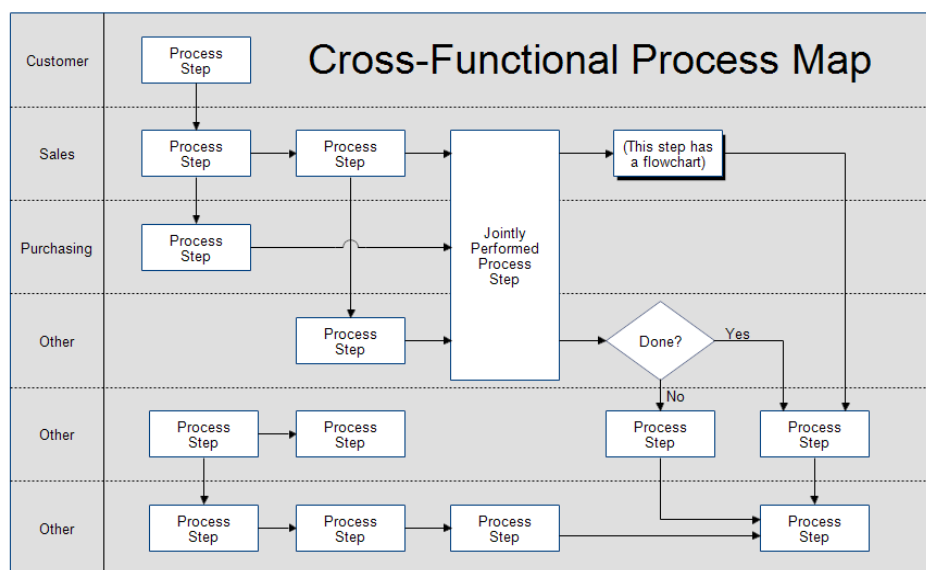 Cross-Functional Process Map
Customer
Process
Step
Sales
Process
Step
Process
Step
(This step has
a flowchart)
Purchasing
Process
Step
Jointly
Performed
Process
Step
Other
Process
Step
Done?
Yes
No
Other
Process
Step
Process
Step
Process
Step
Process
Step
Other
Process
Step
Process
Step
Process
Step
Process
Step